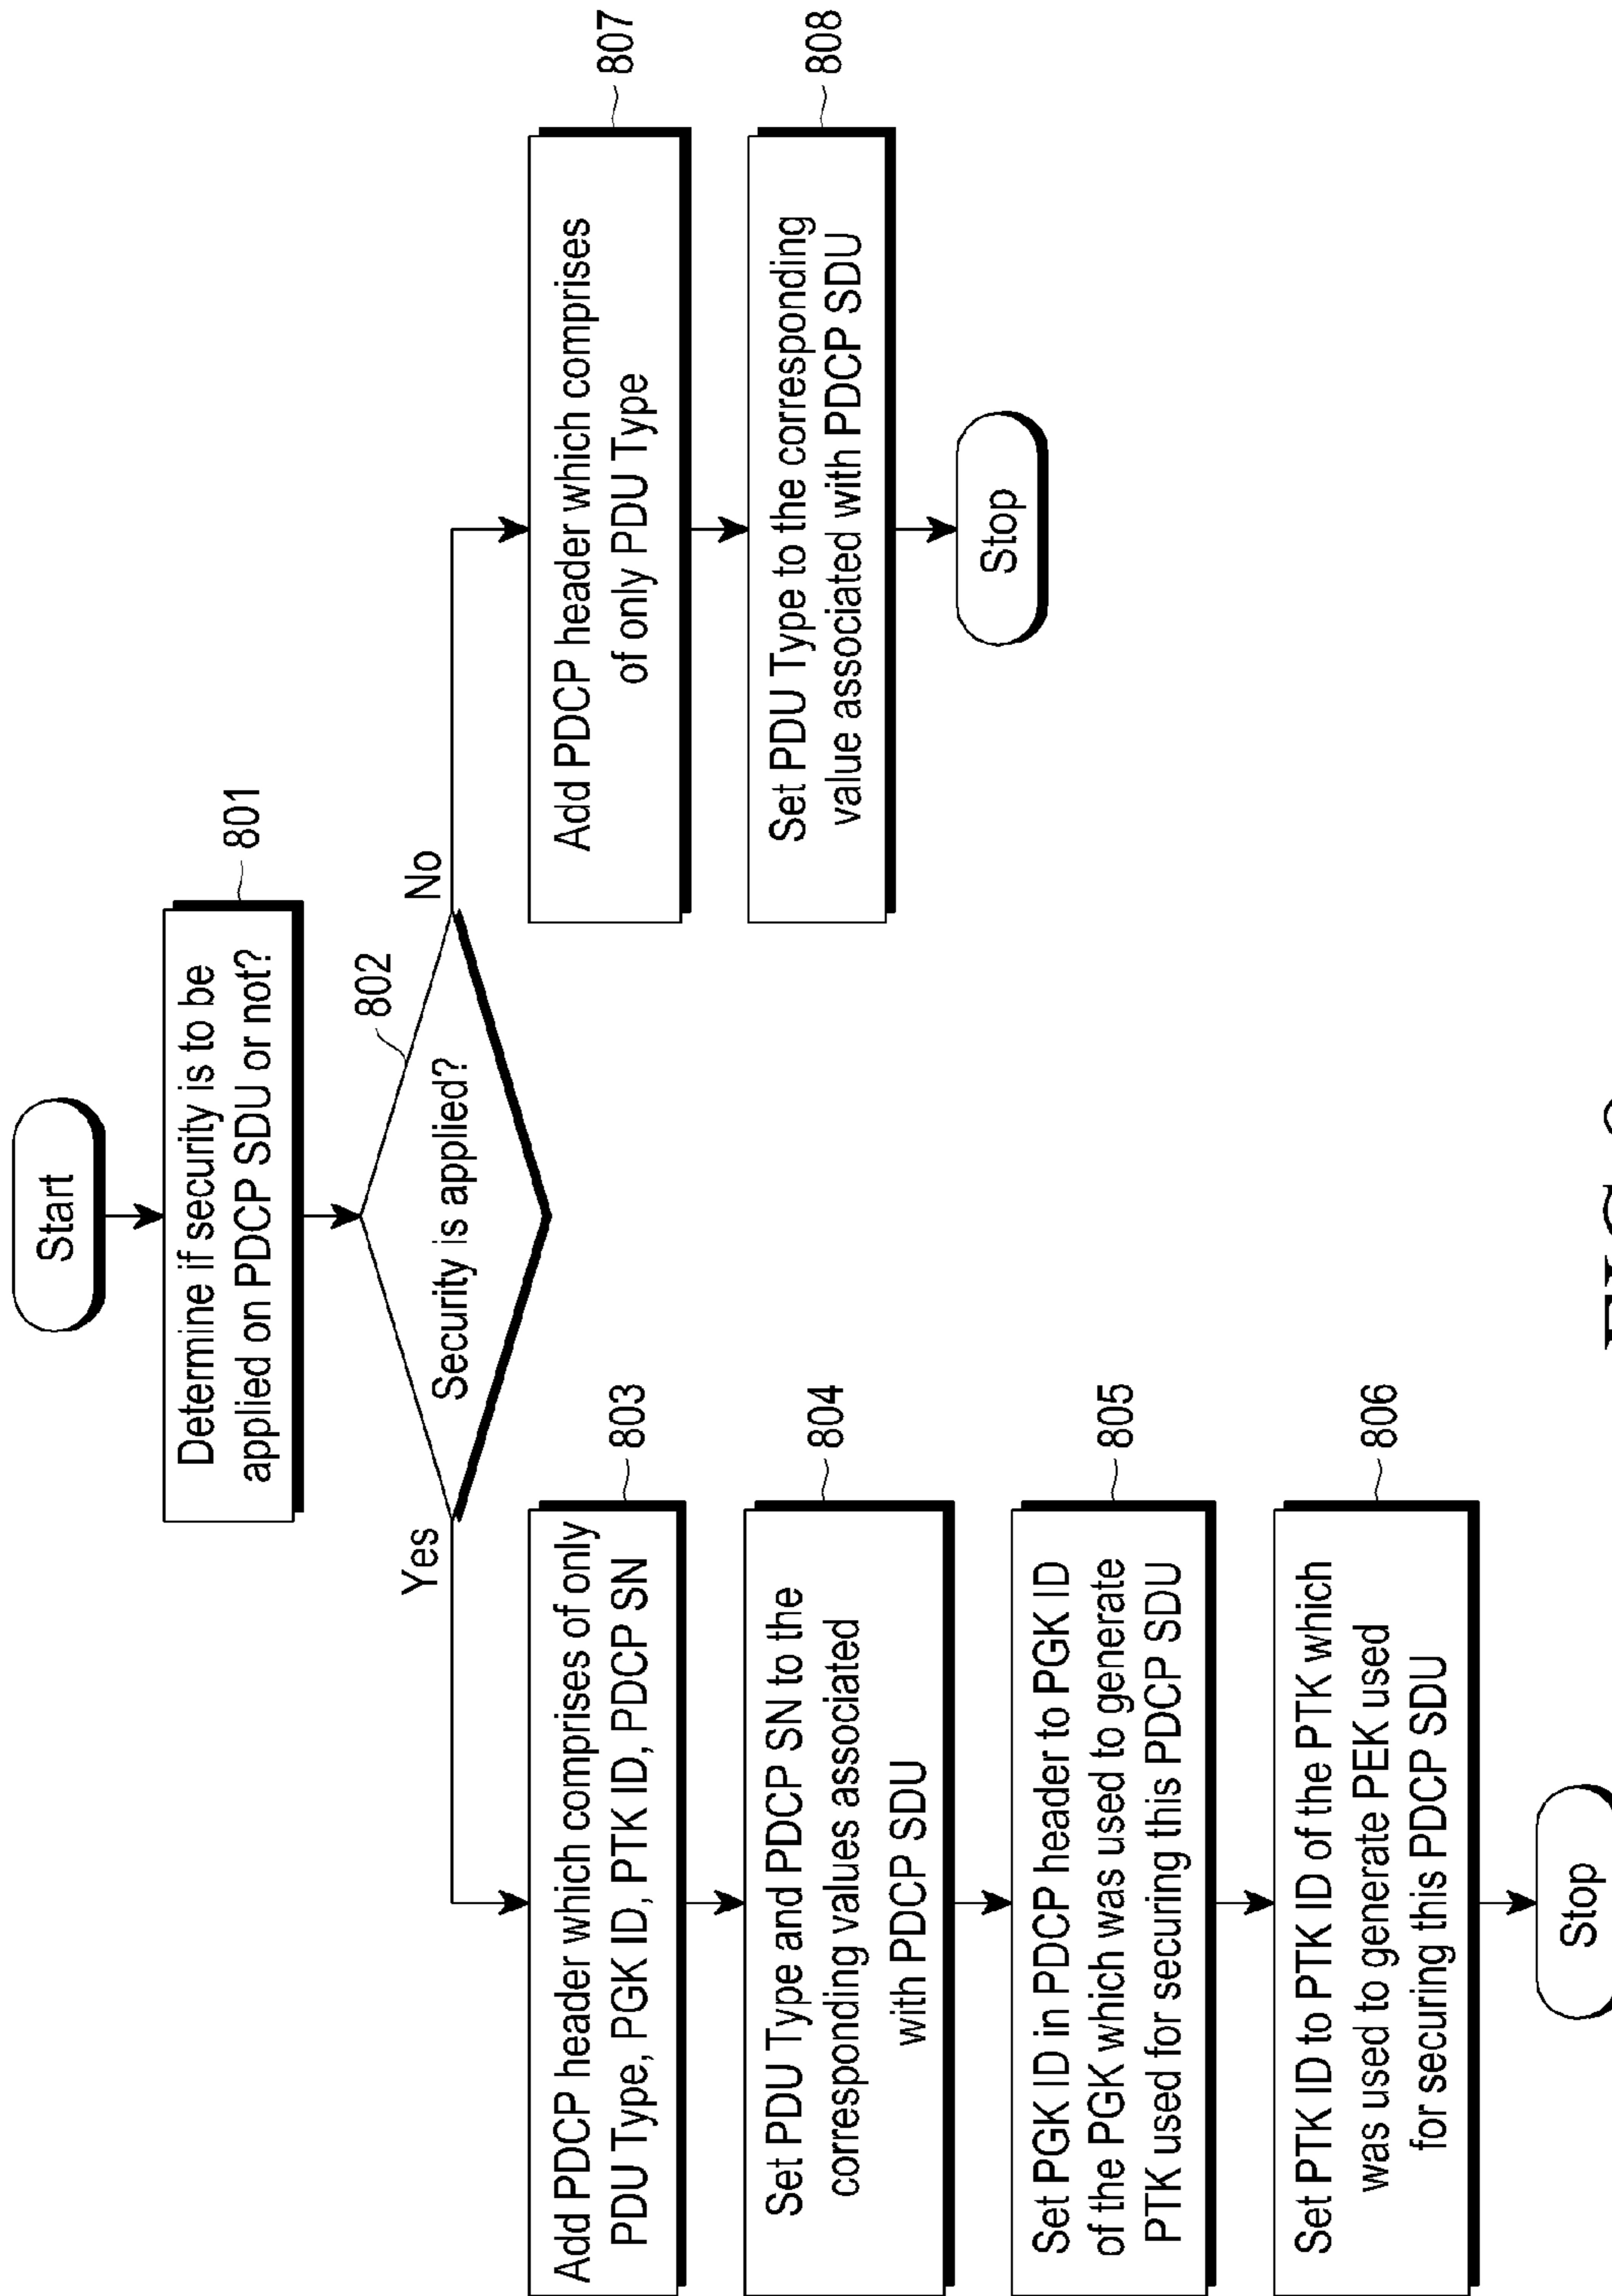 Start
Determine if security is to be
applied on PDCP SDU or not?
801
Security is applied?
802
Yes
No
Add PDCP header which comprises of only
PDU Type, PGK ID, PTK ID, PDCP SN
803
Set PDU Type and PDCP SN to the
corresponding values associated
with PDCP SDU
804
Set PGK ID in PDCP header to PGK ID
of the PGK which was used to generate
PTK used for securing this PDCP SDU
805
Set PTK ID to PTK ID of the PTK which
was used to generate PEK used
for securing this PDCP SDU
806
Stop
Add PDCP header which comprises
of only PDU Type
807
Set PDU Type to the corresponding
value associated with PDCP SDU
808
Stop